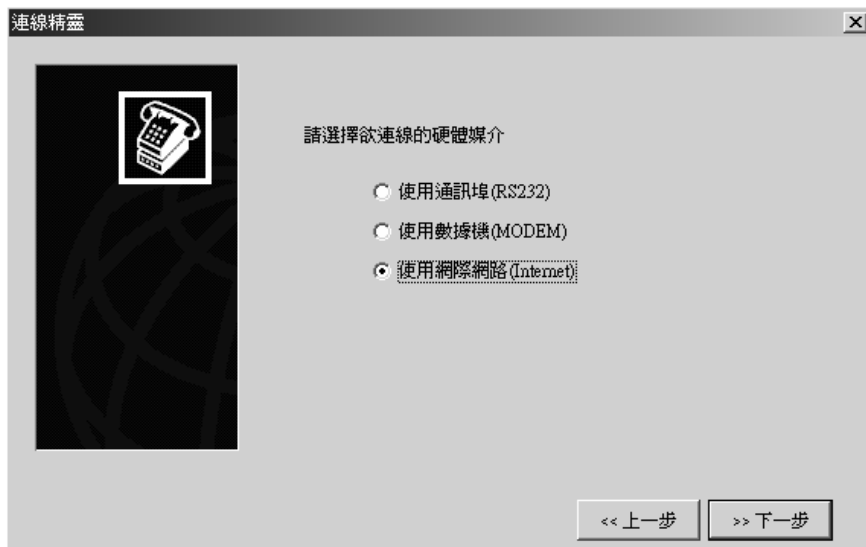 連線精靈
請選擇欲連線的硬體媒介
使用通訊埠(RS232)
使用數據機(MODEM)
使用網際網路(Internet)
<< 上一步
>> 下一步